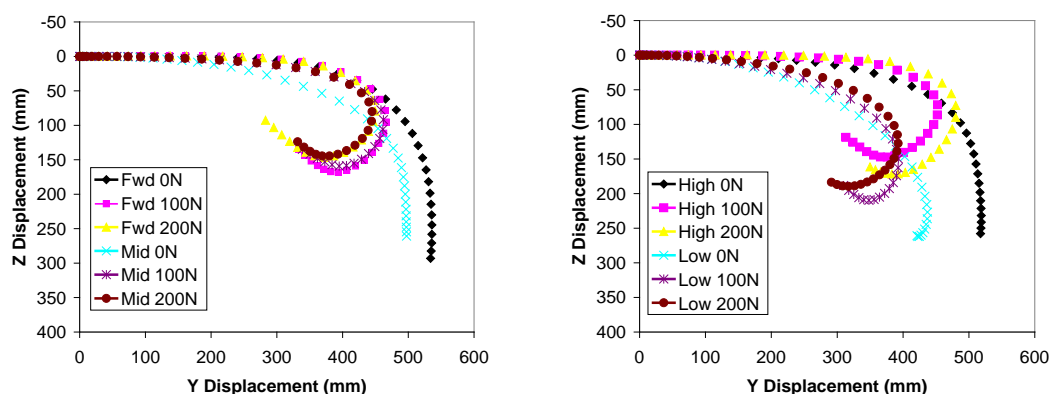 -50
0
50
100
150
200
250
300
350
400
Z Displacement (mm)
Fwd 0N
Fwd 100N
Fwd 200N
Mid 0N
Mid 100N
Mid 200N
0 100 200 300 400 500 600
Y Displacement (mm)
-50
0
50
100
150
200
250
300
350
400
Z Displacement (mm)
High 0N
High 100N
High 200N
Low 0N
Low 100N
Low 200N
0 100 200 300 400 500 600
Y Displacement (mm)